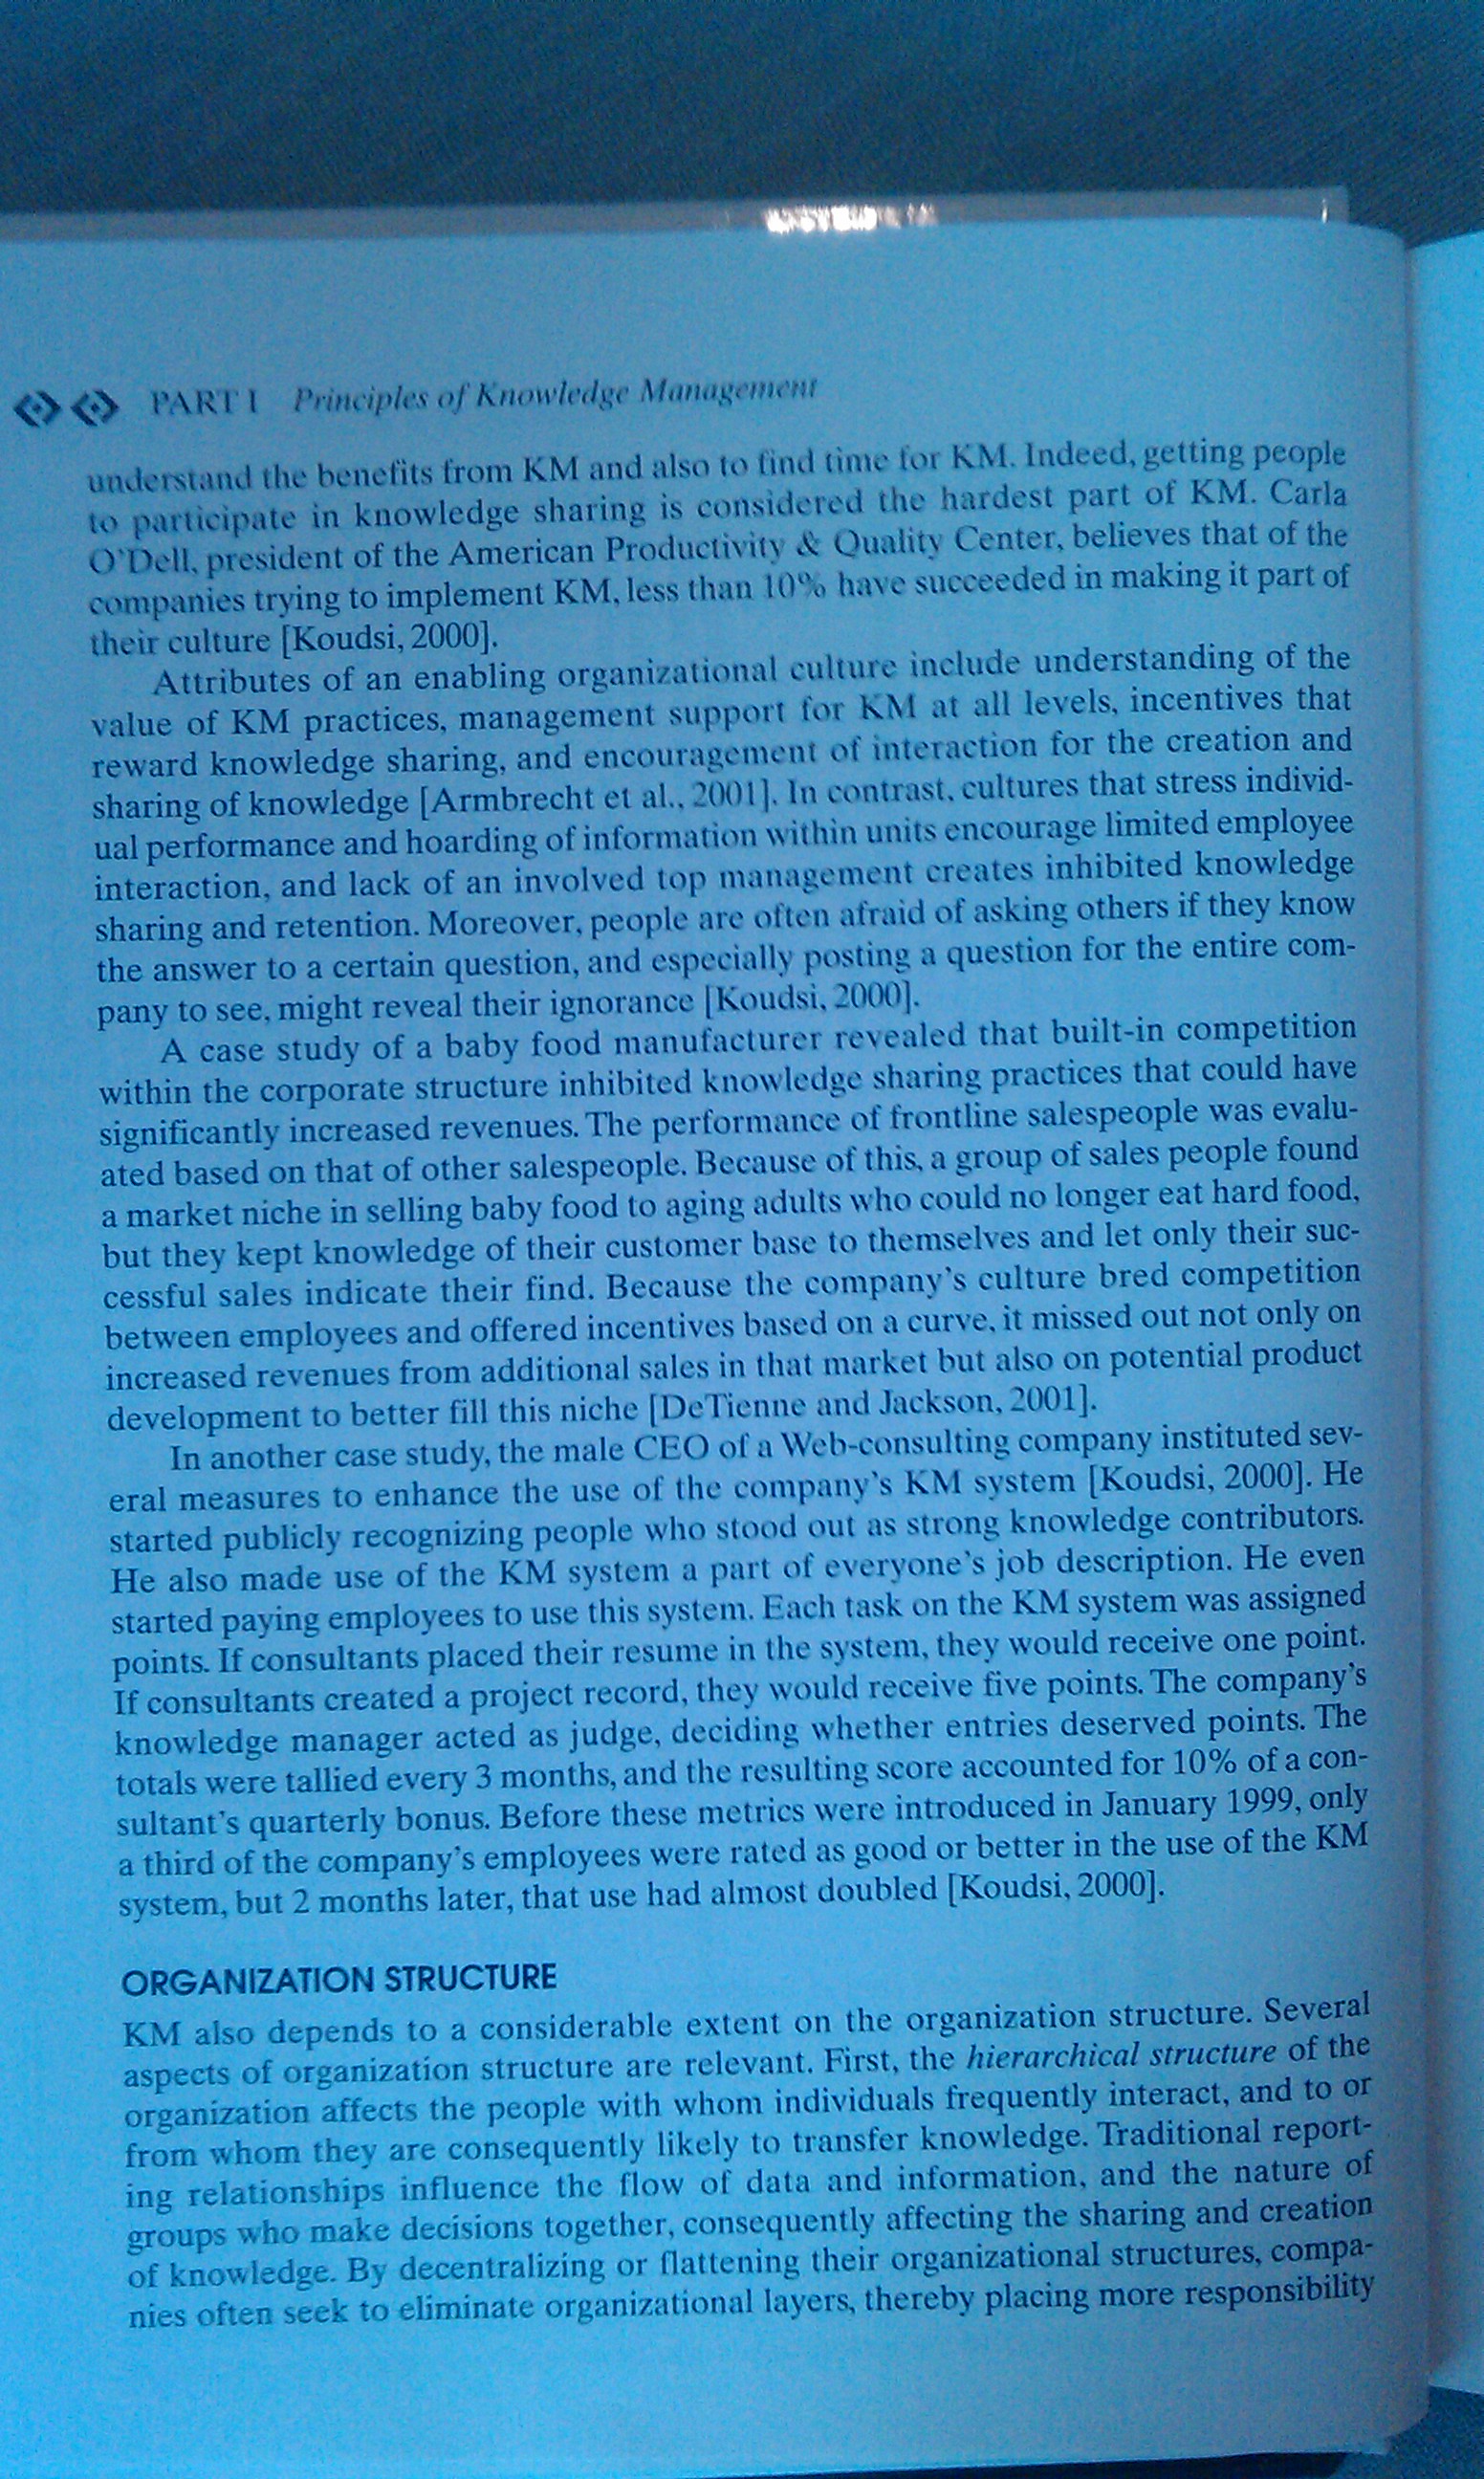 PART I Principles of Knowledge Management
understand the benefits from KM and also to find time for KM. Indeed, getting people
to participate in knowledge sharing is considered the hardest part of KM. Carla
O'Dell, president of the American Productivity & Quality Center, believes that of the
companies trying to implement KM, less than 10% have succeeded in making it part of
their culture [Koudsi, 2000].
Attributes of an enabling organizational culture include understanding of the
value of KM practices, management support for KM at all levels, incentives that
reward knowledge sharing, and encouragement of interaction for the creation and
sharing of knowledge [Armbrecht et al., 2001]. In contrast, cultures that stress individ-
ual performance and hoarding of information within units encourage limited employee
interaction, and lack of an involved top management creates inhibited knowledge
sharing and retention. Moreover, people are often afraid of asking others if they know
the answer to a certain question, and especially posting a question for the entire com-
pany to see, might reveal their ignorance [Koudsi, 2000].
A case study of a baby food manufacturer revealed that built-in competition
within the corporate structure inhibited knowledge sharing practices that could have
significantly increased revenues. The performance of frontline salespeople was evalu-
ated based on that of other salespeople. Because of this, a group of sales people found
a market niche in selling baby food to aging adults who could no longer eat hard food,
but they kept knowledge of their customer base to themselves and let only their suc-
cessful sales indicate their find. Because the company's culture bred competition
between employees and offered incentives based on a curve, it missed out not only on
increased revenues from additional sales in that market but also on potential product
development to better fill this niche [DeTienne and Jackson, 2001].
In another case study, the male CEO of a Web-consulting company instituted sev-
eral measures to enhance the use of the company's KM system [Koudsi, 2000]. He
started publicly recognizing people who stood out as strong knowledge contributors.
He also made use of the KM system a part of everyone's job description. He even
started paying employees to use this system. Each task on the KM system was assigned
points. If consultants placed their resume in the system, they would receive one point.
If consultants created a project record, they would receive five points. The company's
knowledge manager acted as judge, deciding whether entries deserved points. The
totals were tallied every 3 months, and the resulting score accounted for 10% of a con-
sultant's quarterly bonus. Before these metrics were introduced in January 1999, only
a third of the company's employees were rated as good or better in the use of the KM
system, but 2 months later, that use had almost doubled [Koudsi, 2000].
ORGANIZATION STRUCTURE
KM also depends to a considerable extent on the organization structure. Several
aspects of organization structure are relevant. First, the hierarchical structure of the
organization affects the people with whom individuals frequently interact, and to or
from whom they are consequently likely to transfer knowledge. Traditional report-
ing relationships influence the flow of data and information, and the nature of
groups who make decisions together, consequently affecting the sharing and creation
of knowledge. By decentralizing or flattening their organizational structures, compa-
nies often seek to eliminate organizational layers, thereby placing more responsibility